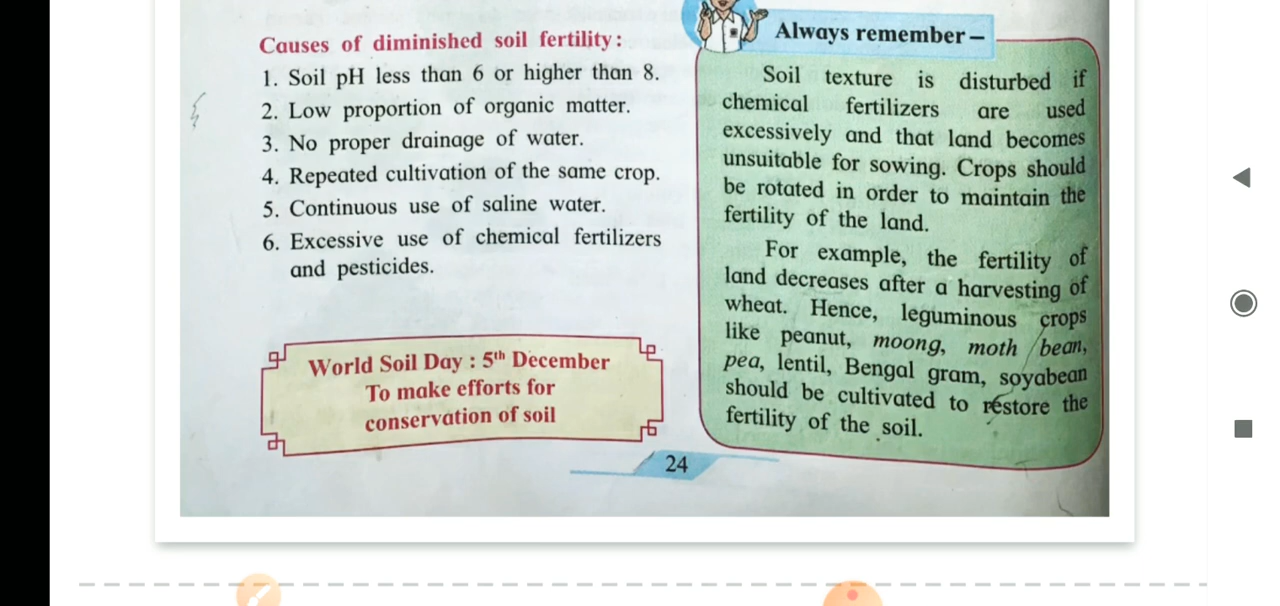 Causes of diminished soil fertility:
1. Soil pH less than 6 or higher than 8.
2. Low proportion of organic matter.
3. No proper drainage of water.
4. Repeated cultivation of the same crop.
5. Continuous use of saline water.
6. Excessive use of chemical fertilizers
and pesticides.
World Soil Day : 5th December
To make efforts for
conservation of soil
Always remember –
Soil texture is disturbed if
chemical fertilizers are used
excessively and that land becomes
unsuitable for sowing. Crops should
be rotated in order to maintain the
fertility of the land.
For example, the fertility of
land decreases after a harvesting of
wheat. Hence, leguminous crops
like peanut, moong, moth bean,
pea, lentil, Bengal gram, soyabean
should be cultivated to restore the
fertility of the soil.
24